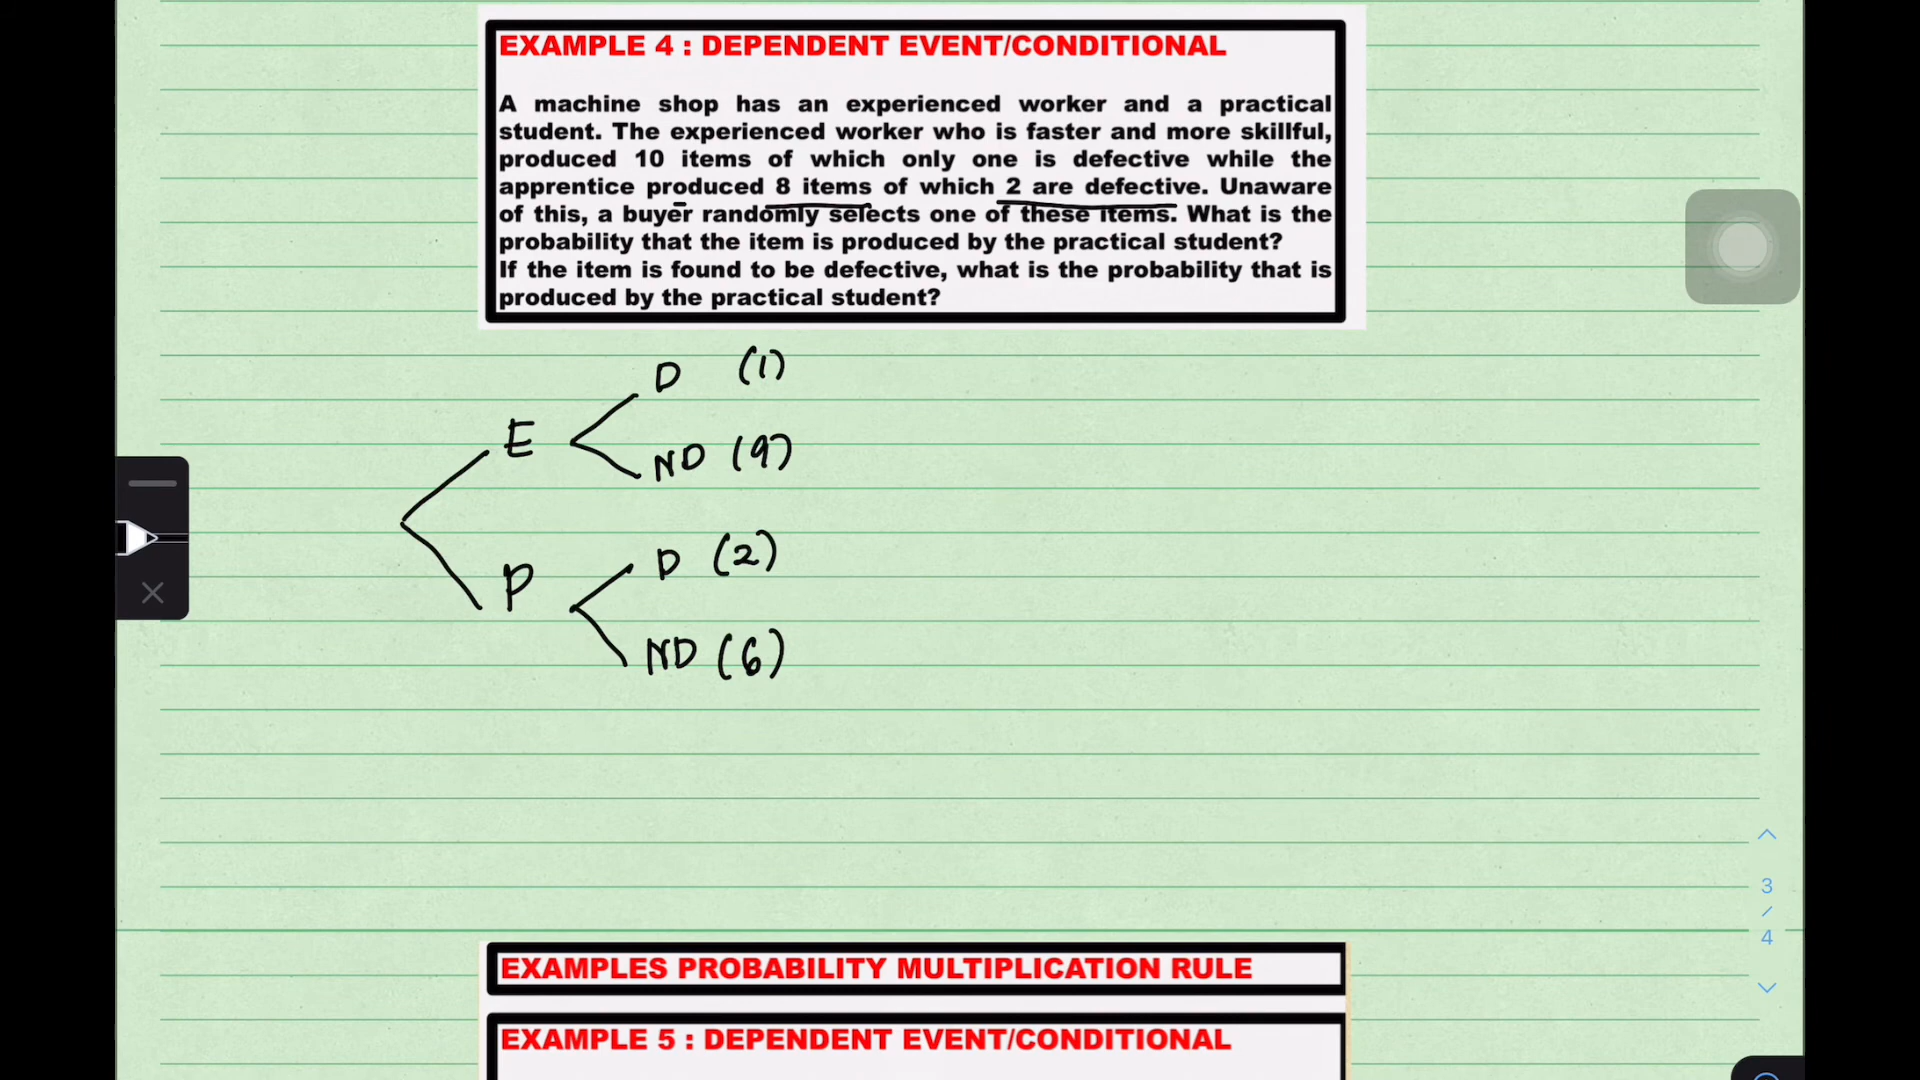 EXAMPLE 4 : DEPENDENT EVENT/CONDITIONAL
A machine shop has an experienced worker and a practical
student. The experienced worker who is faster and more skillful,
produced 10 items of which only one is defective while the
apprentice produced 8 items of which 2 are defective. Unaware
of this, a buyer randomly selects one of these items. What is the
probability that the item is produced by the practical student?
If the item is found to be defective, what is the probability that is
produced by the practical student?
D (1)
E
ND (9)
D (2)
P
ND (6)
3
/
4
EXAMPLES PROBABILITY MULTIPLICATION RULE
EXAMPLE 5 : DEPENDENT EVENT/CONDITIONAL